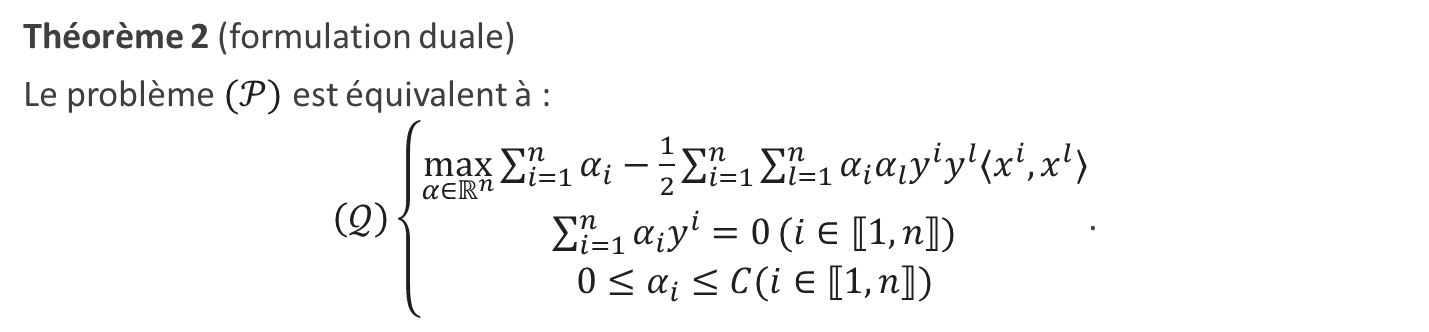 Théorème 2 (formulation duale)
Le problème (𝒫) est équivalent à :
(𝒬) { max_{α∈ℝⁿ} ∑_{i=1}^{n} α_i − 1/2 ∑_{i=1}^{n} ∑_{l=1}^{n} α_i α_l y^i y^l ⟨x^i, x^l⟩
∑_{i=1}^{n} α_i y^i = 0 (i ∈ ⟦1, n⟧) .
0 ≤ α_i ≤ C(i ∈ ⟦1, n⟧)